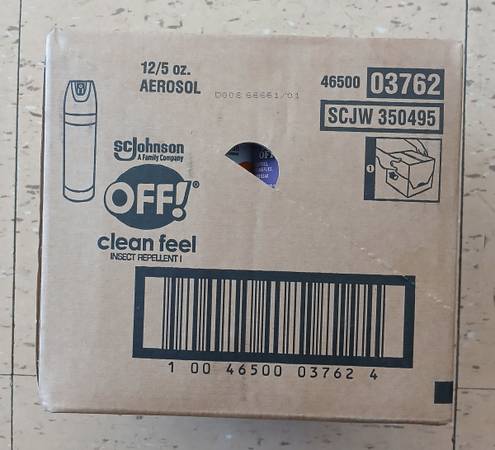 12/5 oz.
AEROSOL
46500 03762
SCJW 350495
scJohnson
A Family Company
1
OFF!®
clean feel
INSECT REPELLENT I
1 00 46500 03762 4